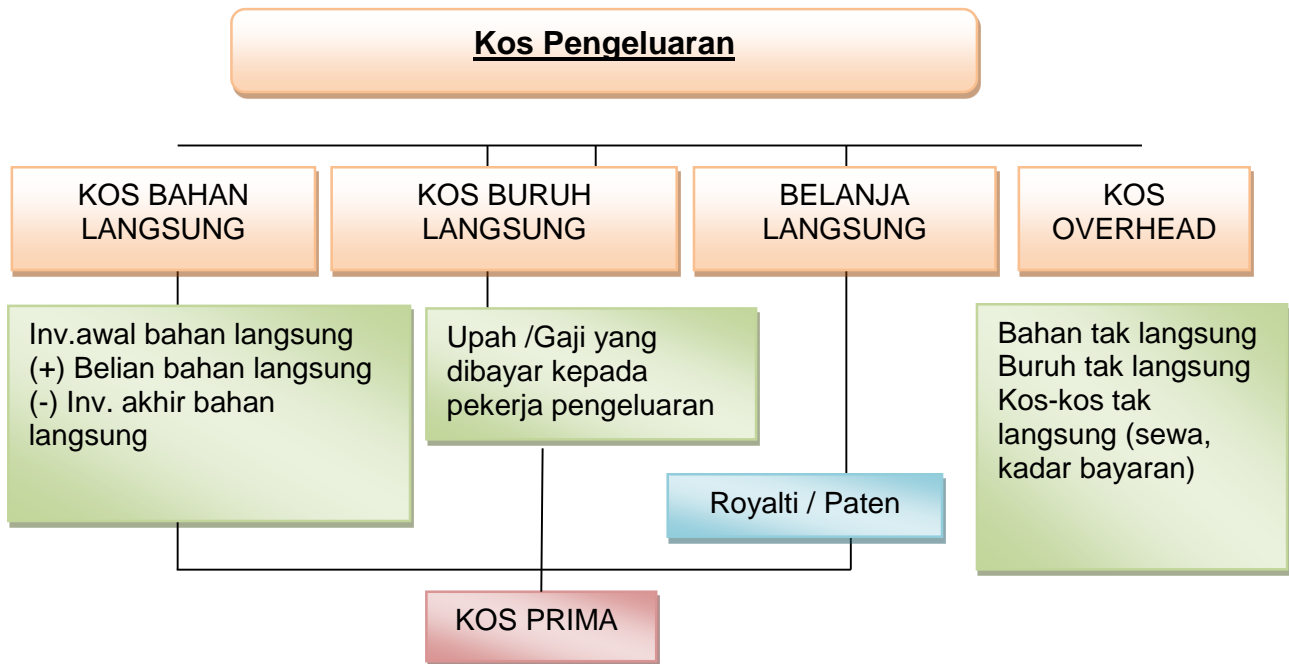 Kos Pengeluaran
KOS BAHAN
LANGSUNG
KOS BURUH
LANGSUNG
BELANJA
LANGSUNG
KOS
OVERHEAD
Inv.awal bahan langsung
(+) Belian bahan langsung
(-) Inv. akhir bahan
langsung
Upah /Gaji yang
dibayar kepada
pekerja pengeluaran
Royalti / Paten
Bahan tak langsung
Buruh tak langsung
Kos-kos tak
langsung (sewa,
kadar bayaran)
KOS PRIMA